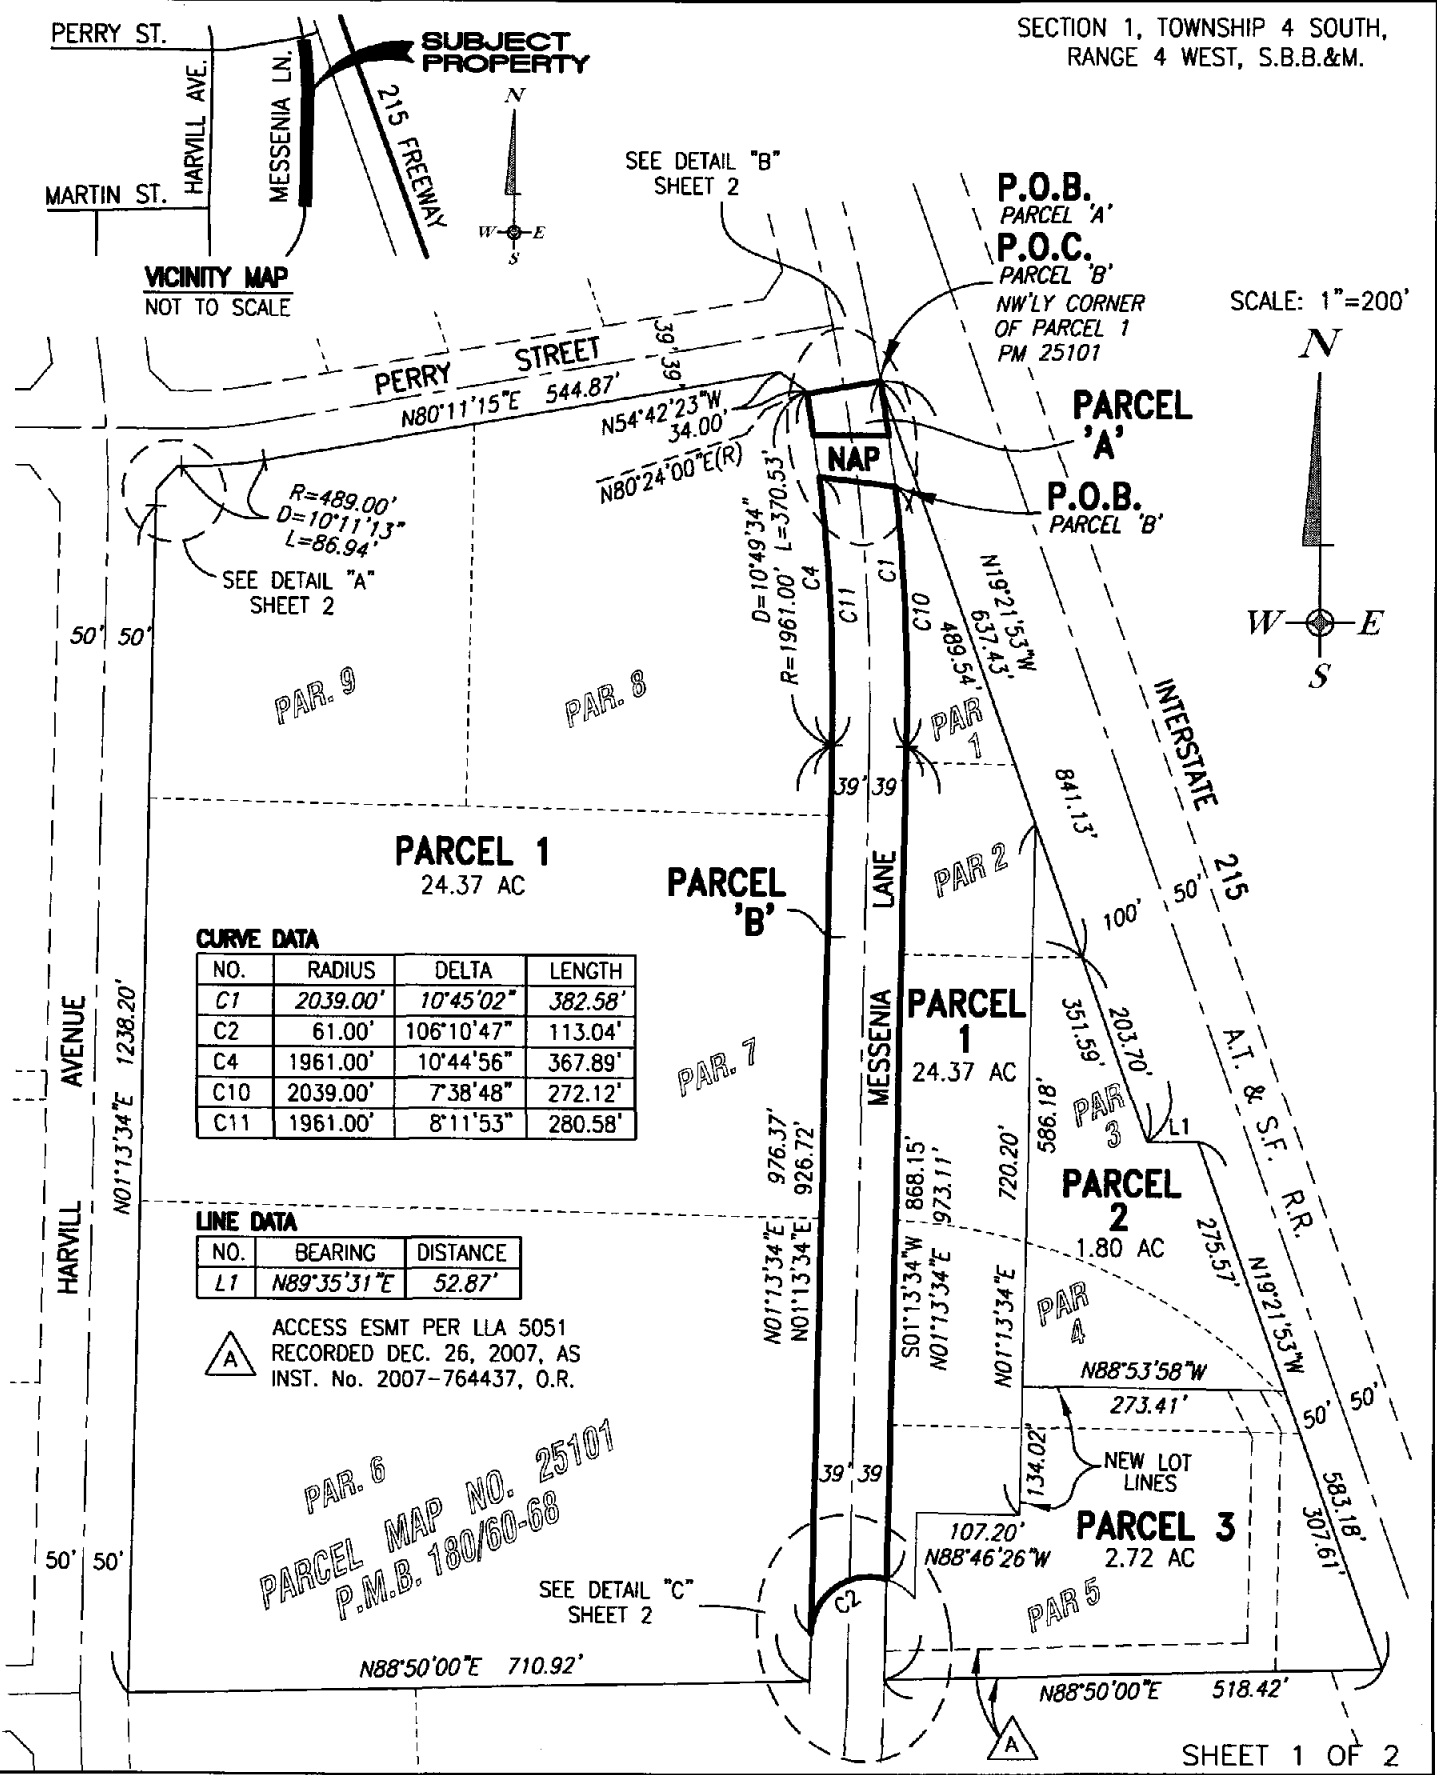 PERRY ST.
HARVILL AVE.
MESSENIA LN.
MARTIN ST.
SUBJECT
PROPERTY
215 FREEWAY
N
W E
S
VICINITY MAP
NOT TO SCALE
SECTION 1, TOWNSHIP 4 SOUTH,
RANGE 4 WEST, S.B.B.&M.
SEE DETAIL "B"
SHEET 2
P.O.B.
PARCEL 'A'
P.O.C.
PARCEL 'B'
NW'LY CORNER
OF PARCEL 1
PM 25101
SCALE: 1"=200'
N
W E
S
PERRY STREET
39' 39'
N80°11'15"E 544.87'
N54°42'23"W
34.00'
N80°24'00"E(R)
PARCEL
'A'
NAP
P.O.B.
PARCEL 'B'
R=489.00'
D=10°11'13"
L=86.94'
SEE DETAIL "A"
SHEET 2
50' 50'
D=10°49'34"
R=1961.00' L=370.53'
C4
C11
C1
C10
N19°21'53"W
637.43'
489.54'
PAR. 9
PAR. 8
PAR
1
INTERSTATE 215
841.13'
39' 39'
PARCEL 1
24.37 AC
PARCEL
'B'
MESSENIA LANE
PAR 2
100'
50'
CURVE DATA
NO. RADIUS DELTA LENGTH
C1 2039.00' 10°45'02" 382.58'
C2 61.00' 106°10'47" 113.04'
C4 1961.00' 10°44'56" 367.89'
C10 2039.00' 7°38'48" 272.12'
C11 1961.00' 8°11'53" 280.58'
HARVILL AVENUE
N01°13'34"E 1238.20'
PAR. 7
PARCEL
1
24.37 AC
351.59'
203.70'
A.T. & S.F. R.R.
586.18'
PAR
3
L1
N01°13'34"E 976.37'
N01°13'34"E 926.72'
S01°13'34"W 868.15'
N01°13'34"E 973.11'
N01°13'34"E 720.20'
PARCEL
2
1.80 AC
275.57'
N19°21'53"W
LINE DATA
NO. BEARING DISTANCE
L1 N89°35'31"E 52.87'
A
ACCESS ESMT PER LLA 5051
RECORDED DEC. 26, 2007, AS
INST. No. 2007-764437, O.R.
PAR
4
N88°53'58"W
273.41'
50' 50'
PAR. 6
PARCEL MAP NO. 25101
P.M.B. 180/60-68
39' 39'
134.02'
NEW LOT
LINES
583.18'
307.61'
107.20'
N88°46'26"W
PARCEL 3
2.72 AC
50' 50'
SEE DETAIL "C"
SHEET 2
C2
PAR 5
N88°50'00"E 710.92'
N88°50'00"E 518.42'
A
SHEET 1 OF 2